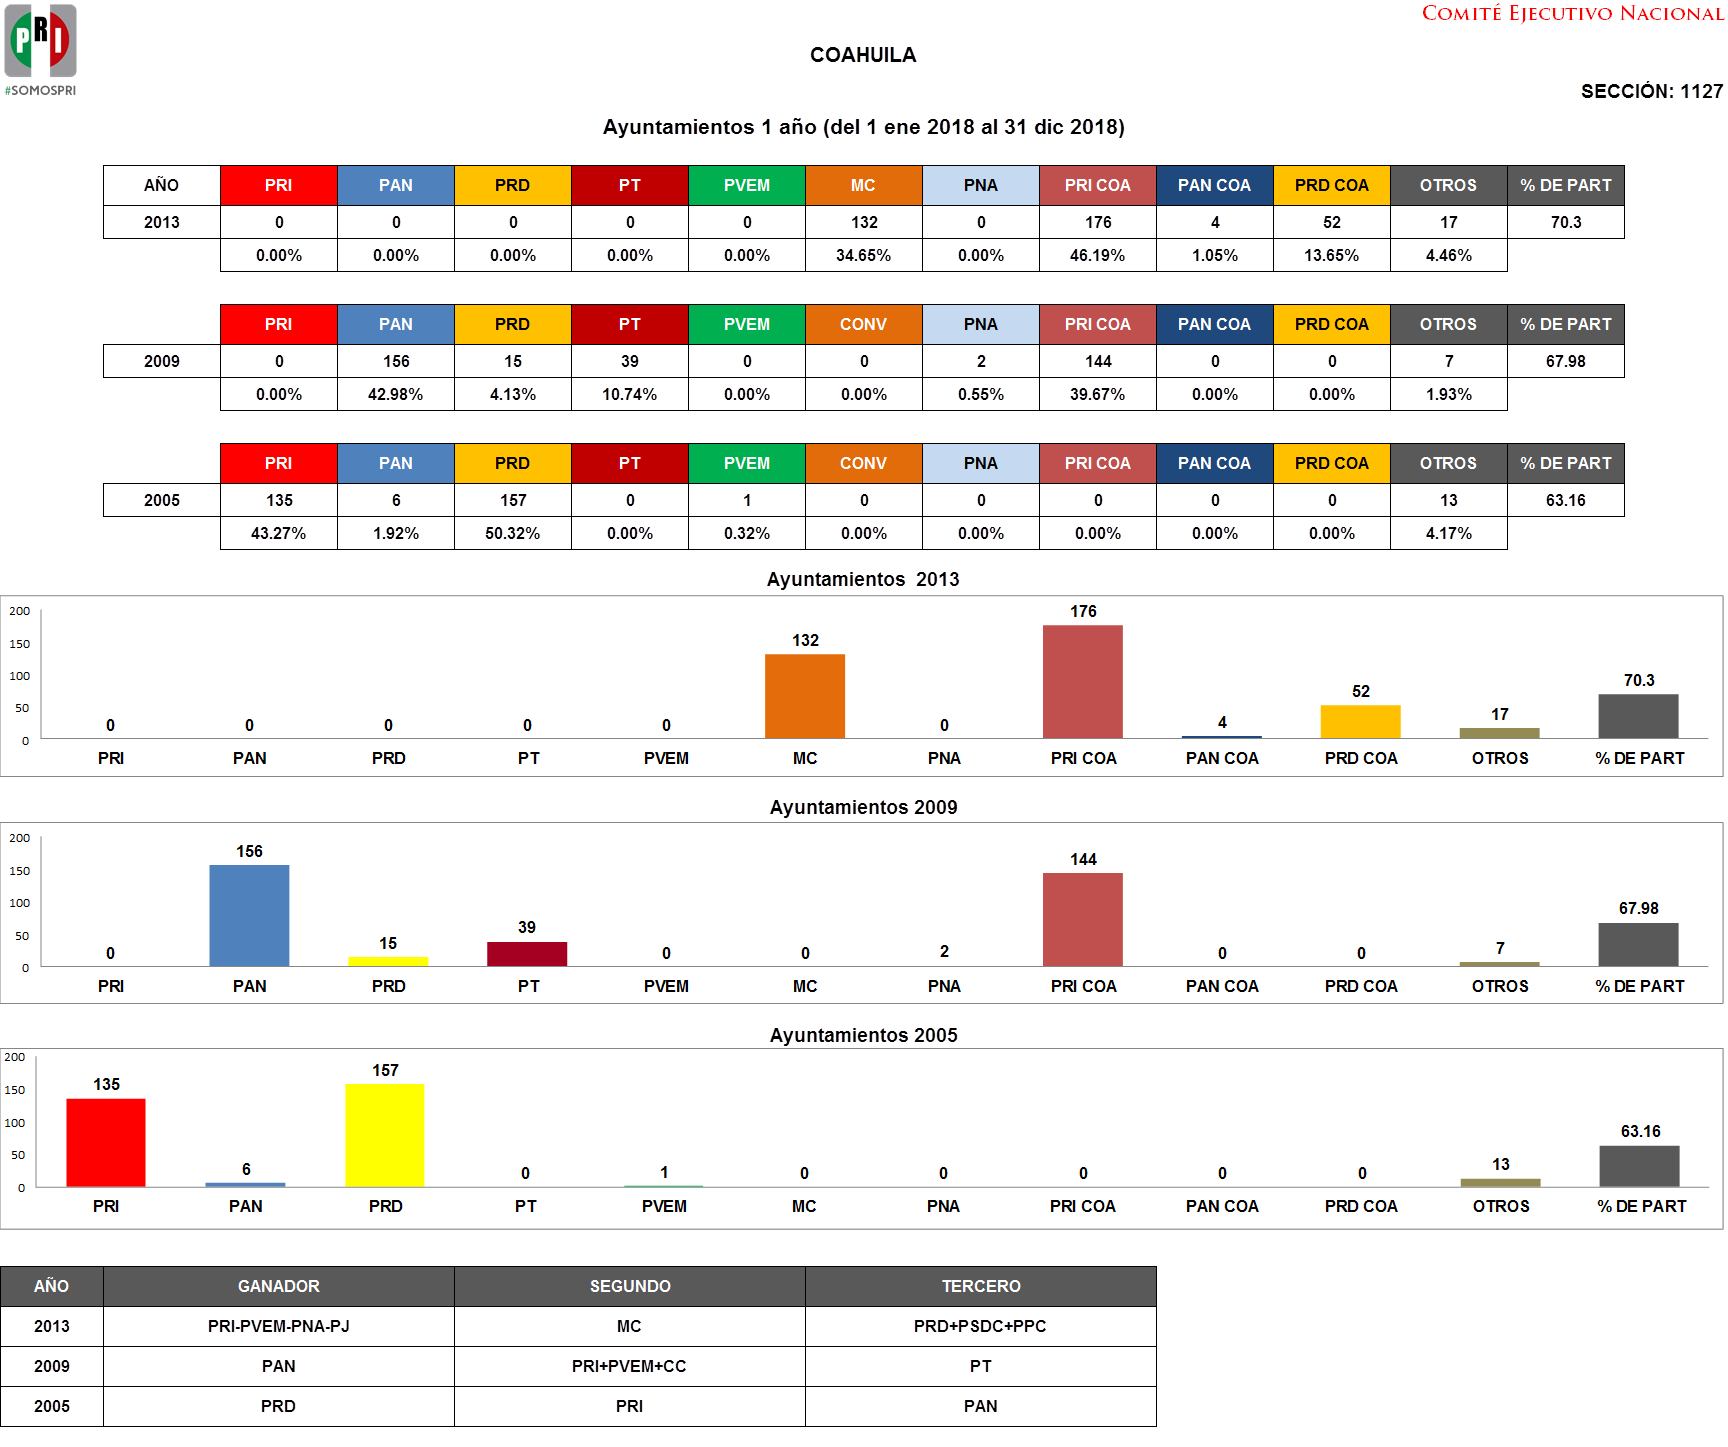 COMITÉ EJECUTIVO NACIONAL
PRI
#SOMOSPRI
COAHUILA
SECCIÓN: 1127
Ayuntamientos 1 año (del 1 ene 2018 al 31 dic 2018)
AÑO PRI PAN PRD PT PVEM MC PNA PRI COA PAN COA PRD COA OTROS % DE PART
2013 0 0 0 0 0 132 0 176 4 52 17 70.3
0.00% 0.00% 0.00% 0.00% 0.00% 34.65% 0.00% 46.19% 1.05% 13.65% 4.46%
PRI PAN PRD PT PVEM CONV PNA PRI COA PAN COA PRD COA OTROS % DE PART
2009 0 156 15 39 0 0 2 144 0 0 7 67.98
0.00% 42.98% 4.13% 10.74% 0.00% 0.00% 0.55% 39.67% 0.00% 0.00% 1.93%
PRI PAN PRD PT PVEM CONV PNA PRI COA PAN COA PRD COA OTROS % DE PART
2005 135 6 157 0 1 0 0 0 0 0 13 63.16
43.27% 1.92% 50.32% 0.00% 0.32% 0.00% 0.00% 0.00% 0.00% 0.00% 4.17%
Ayuntamientos 2013
200
150
100
50
0
0 0 0 0 0 132 0 176 4 52 17 70.3
PRI PAN PRD PT PVEM MC PNA PRI COA PAN COA PRD COA OTROS % DE PART
Ayuntamientos 2009
200
150
100
50
0
0 156 15 39 0 0 2 144 0 0 7 67.98
PRI PAN PRD PT PVEM MC PNA PRI COA PAN COA PRD COA OTROS % DE PART
Ayuntamientos 2005
200
150
100
50
0
135 6 157 0 1 0 0 0 0 0 13 63.16
PRI PAN PRD PT PVEM MC PNA PRI COA PAN COA PRD COA OTROS % DE PART
AÑO GANADOR SEGUNDO TERCERO
2013 PRI-PVEM-PNA-PJ MC PRD+PSDC+PPC
2009 PAN PRI+PVEM+CC PT
2005 PRD PRI PAN